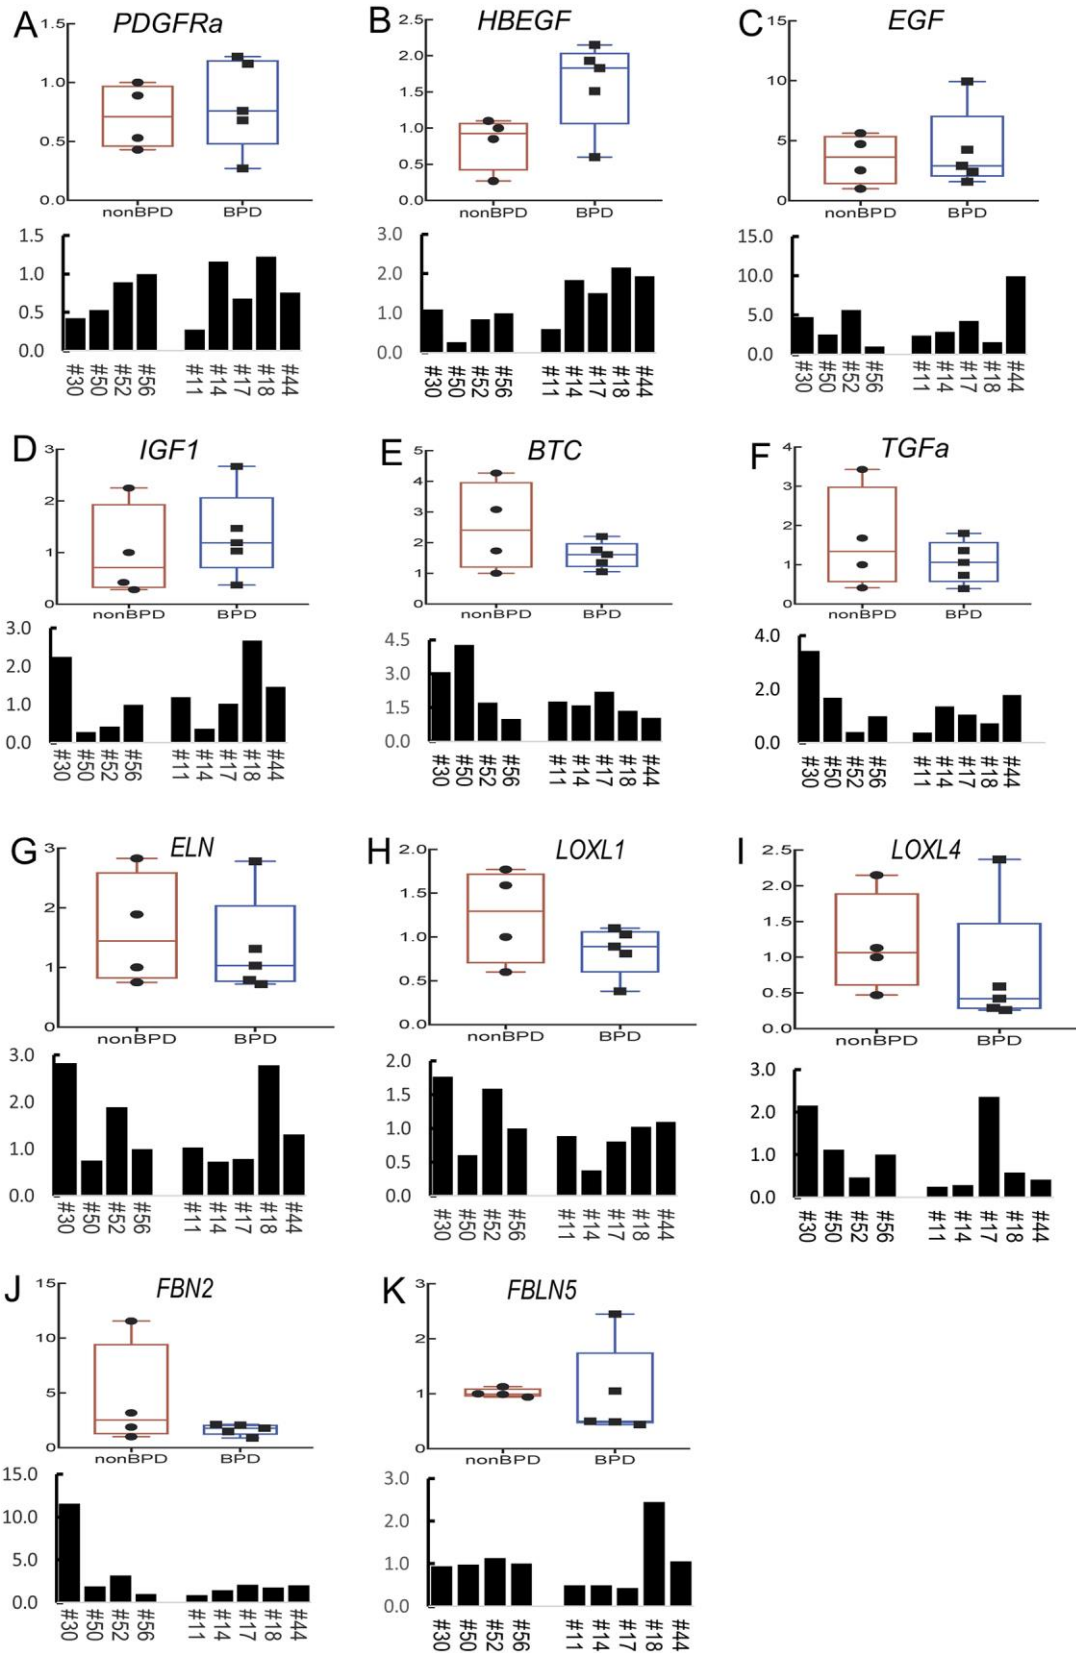 A PDGFRa
1.5
1.0
0.5
0.0
nonBPD BPD
1.5
1.0
0.5
0.0
#30 #50 #52 #56 #11 #14 #17 #18 #44
B HBEGF
2.5
2.0
1.5
1.0
0.5
0.0
nonBPD BPD
3.0
2.0
1.0
0.0
#30 #50 #52 #56 #11 #14 #17 #18 #44
C EGF
15
10
5
0
nonBPD BPD
15.0
10.0
5.0
0.0
#30 #50 #52 #56 #11 #14 #17 #18 #44
D IGF1
3
2
1
0
nonBPD BPD
3.0
2.0
1.0
0.0
#30 #50 #52 #56 #11 #14 #17 #18 #44
E BTC
5
4
3
2
1
0
nonBPD BPD
4.5
3.0
1.5
0.0
#30 #50 #52 #56 #11 #14 #17 #18 #44
F TGFa
4
3
2
1
0
nonBPD BPD
4.0
2.0
0.0
#30 #50 #52 #56 #11 #14 #17 #18 #44
G ELN
3
2
1
0
nonBPD BPD
3.0
2.0
1.0
0.0
#30 #50 #52 #56 #11 #14 #17 #18 #44
H LOXL1
2.0
1.5
1.0
0.5
0.0
nonBPD BPD
2.0
1.5
1.0
0.5
0.0
#30 #50 #52 #56 #11 #14 #17 #18 #44
I LOXL4
2.5
2.0
1.5
1.0
0.5
0.0
nonBPD BPD
3.0
2.0
1.0
0.0
#30 #50 #52 #56 #11 #14 #17 #18 #44
J FBN2
15
10
5
0
nonBPD BPD
15.0
10.0
5.0
0.0
#30 #50 #52 #56 #11 #14 #17 #18 #44
K FBLN5
3
2
1
0
nonBPD BPD
3.0
2.0
1.0
0.0
#30 #50 #52 #56 #11 #14 #17 #18 #44